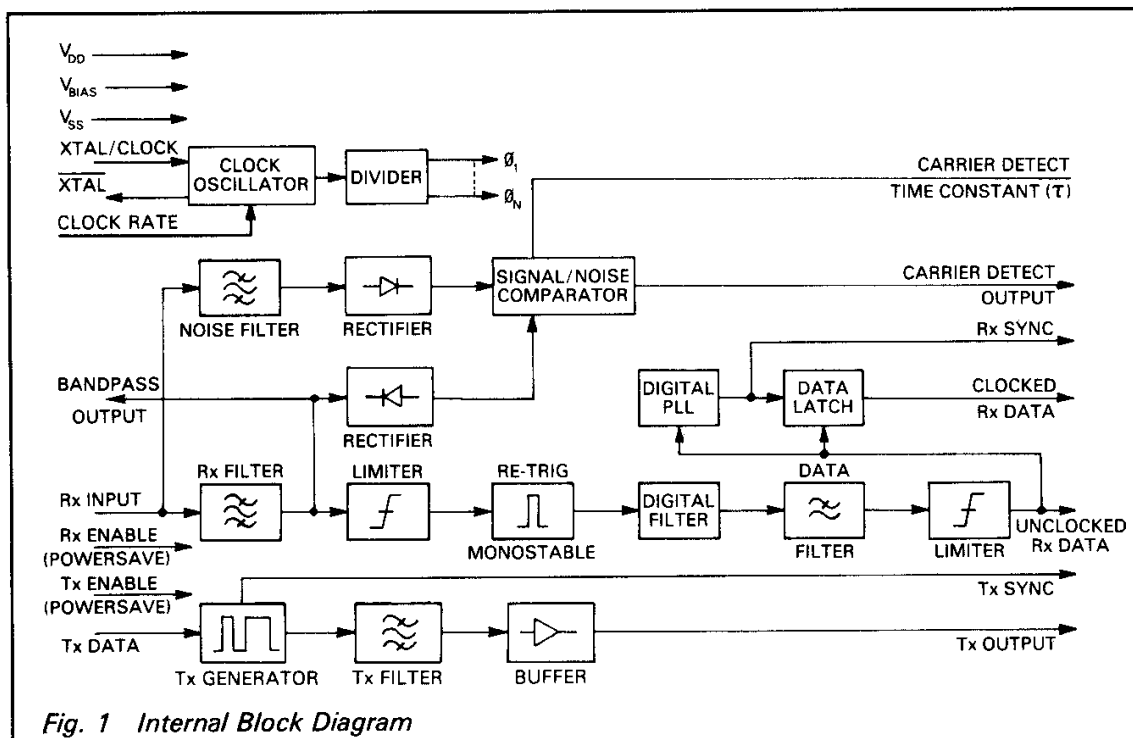 V_DD
V_BIAS
V_SS
XTAL/CLOCK
X̅T̅A̅L̅
CLOCK RATE
CLOCK
OSCILLATOR
DIVIDER
Ø₁
Ø_N
CARRIER DETECT
TIME CONSTANT (τ)
NOISE FILTER
RECTIFIER
SIGNAL/NOISE
COMPARATOR
CARRIER DETECT
OUTPUT
Rx SYNC
BANDPASS
OUTPUT
RECTIFIER
DIGITAL
PLL
DATA
LATCH
CLOCKED
Rx DATA
Rx FILTER
LIMITER
RE-TRIG
DATA
Rx INPUT
MONOSTABLE
DIGITAL
FILTER
FILTER
LIMITER
UNCLOCKED
Rx DATA
Rx ENABLE
(POWERSAVE)
Tx ENABLE
(POWERSAVE)
Tx SYNC
Tx DATA
Tx GENERATOR
Tx FILTER
BUFFER
Tx OUTPUT
Fig. 1 Internal Block Diagram